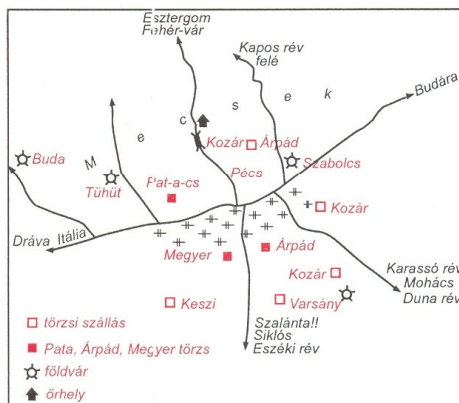 Esztergom
Fehér-vár
Kapos rév
felé
Budára
M e c s e k
Kozár
Árpád
Buda
Szabolcs
Tühüt
Pat-a-cs
Pécs
Kozár
Dráva Itália
Megyer
Árpád
Kozár
Karassó rév
Mohács
Duna rév
Keszi
Varsány
Szalánta!!
Siklós
Eszéki rév
törzsi szállás
Pata, Árpád, Megyer törzs
földvár
őrhely